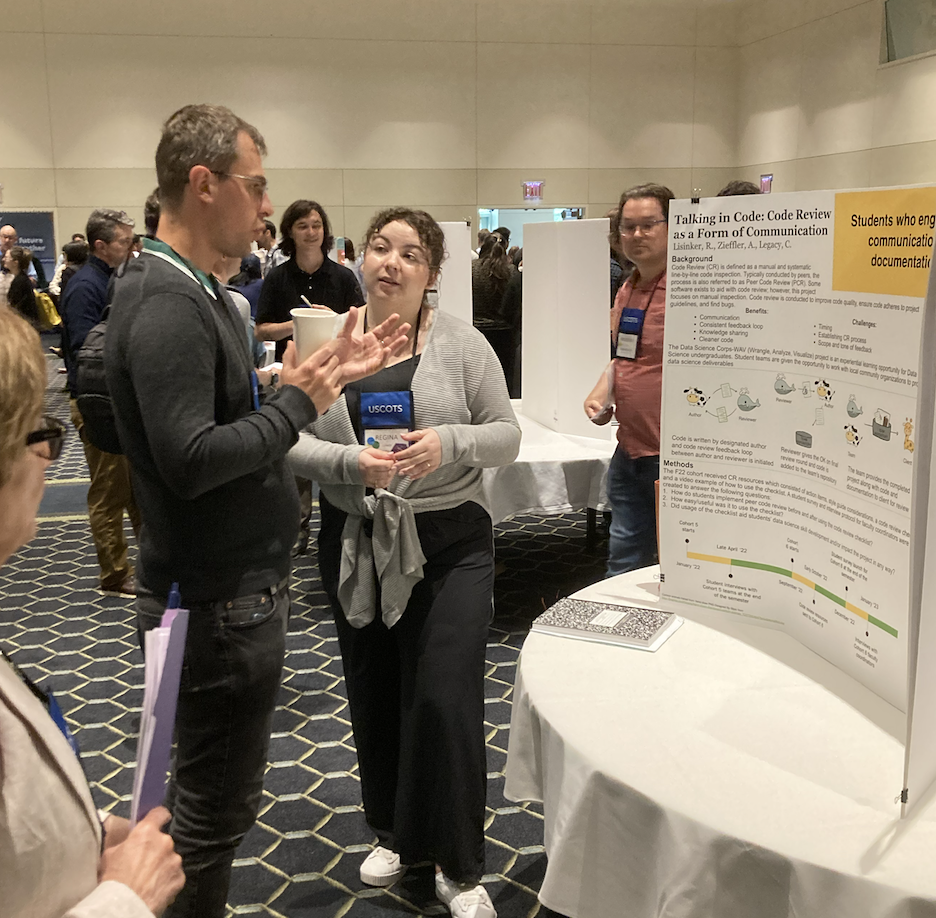 Talking in Code: Code Review
as a Form of Communication
Lisinker, R., Zieffler, A., Legacy, C.
Students who eng
communicatio
documentatio
Background
Code Review (CR) is defined as a manual and systematic
line-by-line code inspection. Typically conducted by peers, the
process is also referred to as Peer Code Review (PCR). Some
software exists to aid with code review; however, this project
focuses on manual inspection. Code review is conducted to improve code quality, ensure code adheres to project
guidelines, and find bugs.
Benefits:
• Communication
• Consistent feedback loop
• Knowledge sharing
• Cleaner code
Challenges:
• Timing
• Establishing CR process
• Scope and tone of feedback
The Data Science Corps-WAV (Wrangle, Analyze, Visualize) project is an experiential learning opportunity for Data
Science undergraduates. Student teams are given the opportunity to work with local community organizations to
data science deliverables
Author
Reviewer
Reviewer
Author
Team
Client
Code is written by designated author
and code review feedback loop
between author and reviewer is initiated
Reviewer gives the OK on final
review round and code is
added to the team's repository
The team provides the completed
project along with code and
documentation to client for review
Methods
The F22 cohort received CR resources which consisted of action items, style guide considerations, a code review
and a video example of how to use the checklist. A student survey and interview protocol for faculty coordinators were
created to answer the following questions:
1. How do students implement peer code review before and after using the code review checklist?
2. How easy/useful was it to use the checklist?
3. Did usage of the checklist aid students' data science skill development and/or impact the project in any way?
Cohort 5
starts
Late April '22
January '22
Student interviews with
Cohort 5 teams at the end
of the semester
Cohort
6 starts
September '22
Early October '22
December '22
January '23
Interviews with
Cohort 6 faculty
coordinators
USCOTS
REGINA
future
together